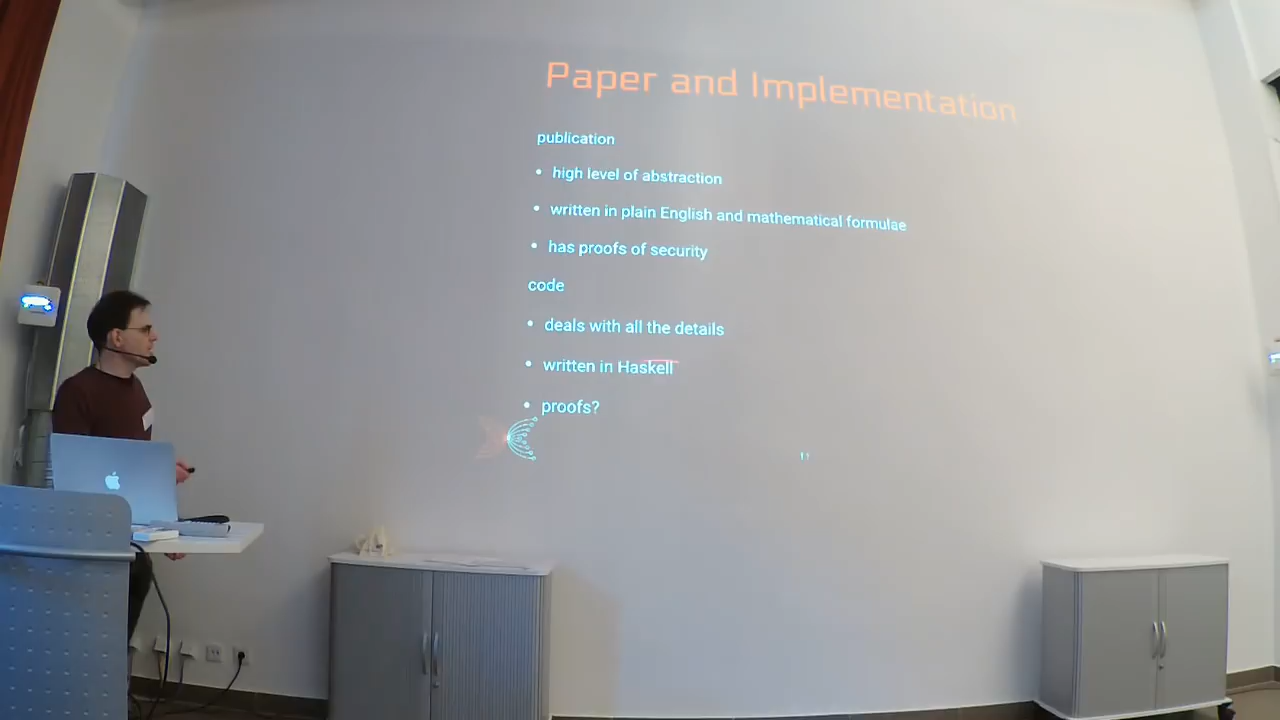 Paper and Implementation
publication
• high level of abstraction
• written in plain English and mathematical formulae
• has proofs of security
code
• deals with all the details
• written in Haskell
• proofs?
11